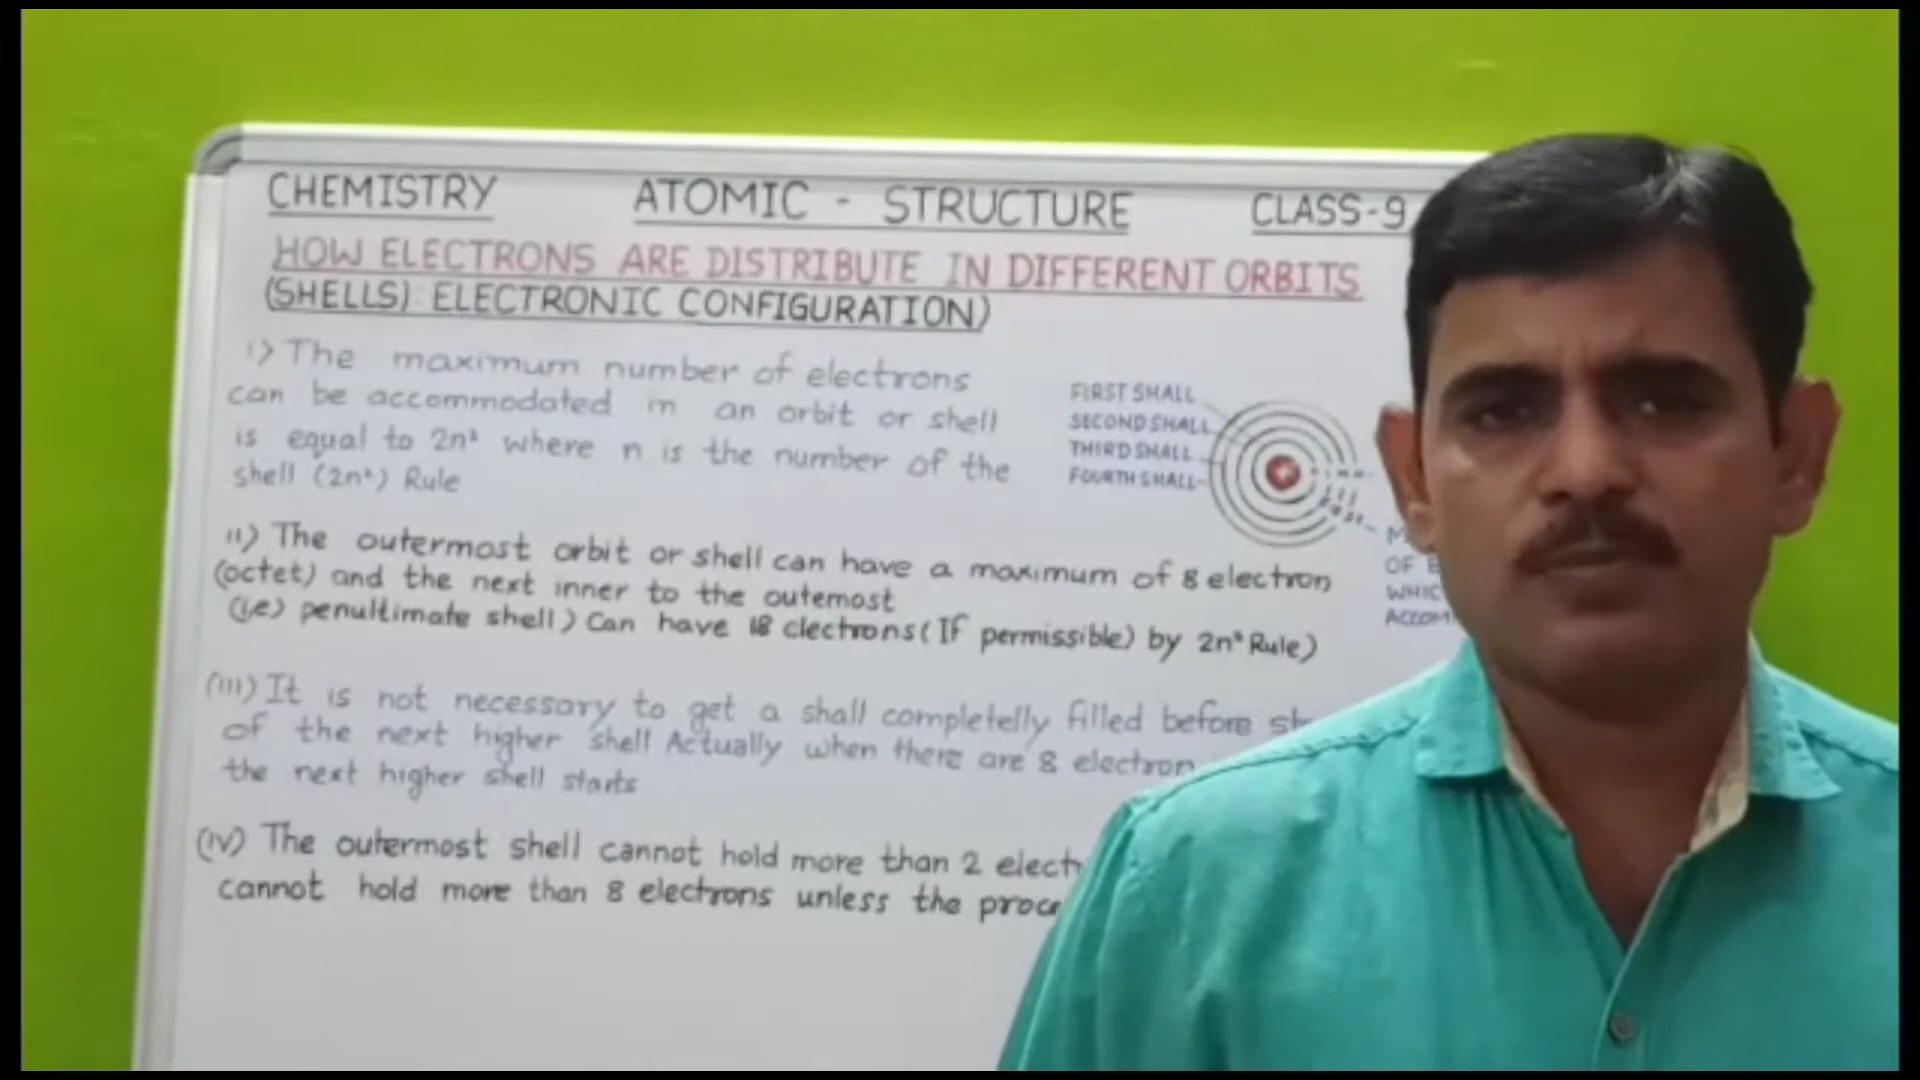 CHEMISTRY ATOMIC - STRUCTURE CLASS-9
HOW ELECTRONS ARE DISTRIBUTE IN DIFFERENT ORBITS
(SHELLS) ELECTRONIC CONFIGURATION)
i) The maximum number of electrons
can be accommodated in an orbit or shell
is equal to 2n² where n is the number of the
shell (2n²) Rule
FIRST SHALL
SECOND SHALL
THIRD SHALL
FOURTH SHALL
ii) The outermost orbit or shell can have a maximum of 8 electron
(octet) and the next inner to the outemost
(i,e) penultimate shell) Can have 18 clectrons (If permissible) by 2n² Rule)
OF
(iii) It is not necessary to get a shall completelly filled before
of the next higher shell Actually when there are 8 electron
the next higher shell starts
(iv) The outermost shell cannot hold more than 2
cannot hold more than 8 electrons unless the